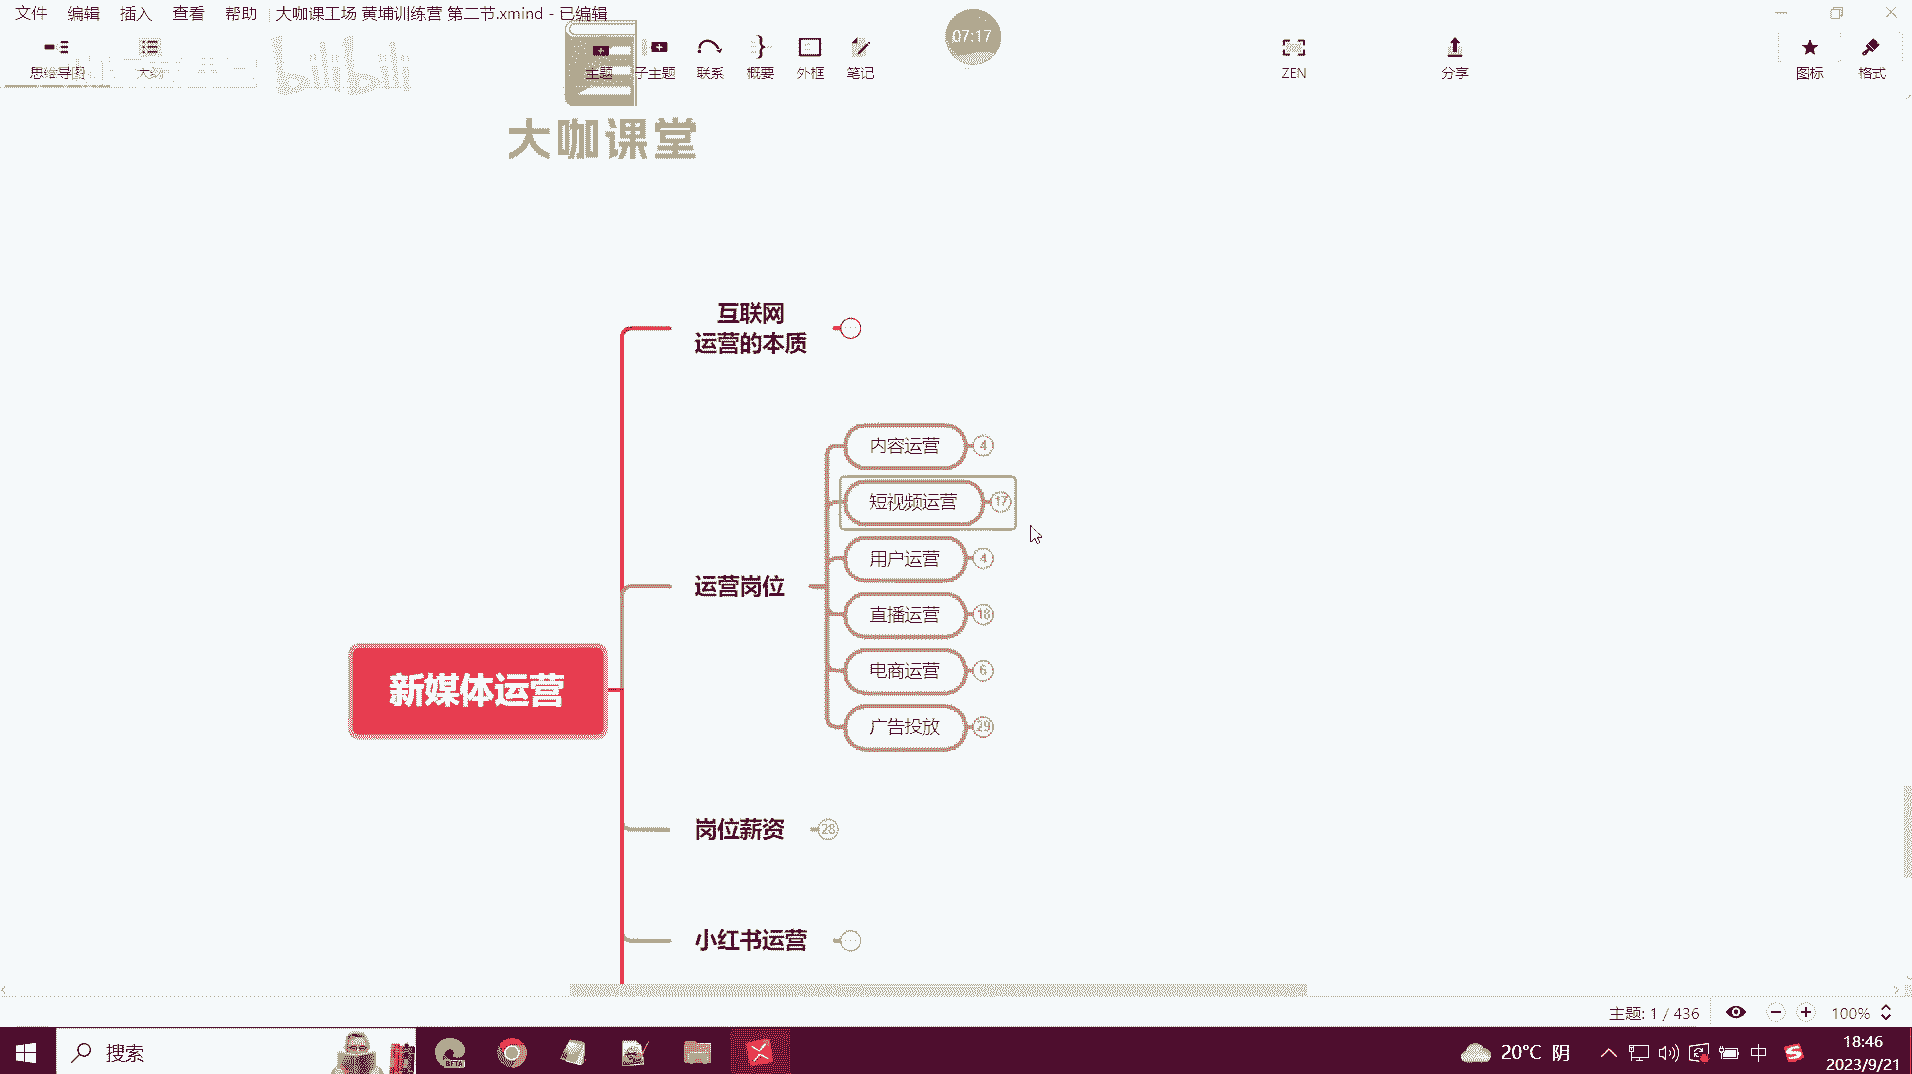 文件 编辑 插入 查看 帮助 大咖课工场 黄埔训练营 第二节.xmind - 已编辑
07:17
思维导图 大纲 主题 子主题 联系 概要 外框 笔记 ZEN 分享 图标 格式
bilibili
大咖课堂
互联网
运营的本质
内容运营 4
短视频运营 17
用户运营 4
运营岗位
直播运营 18
电商运营 6
新媒体运营
广告投放 29
岗位薪资 28
小红书运营
主题: 1 / 436 100%
搜索
BETA
20°C 阴
中
18:46
2023/9/21